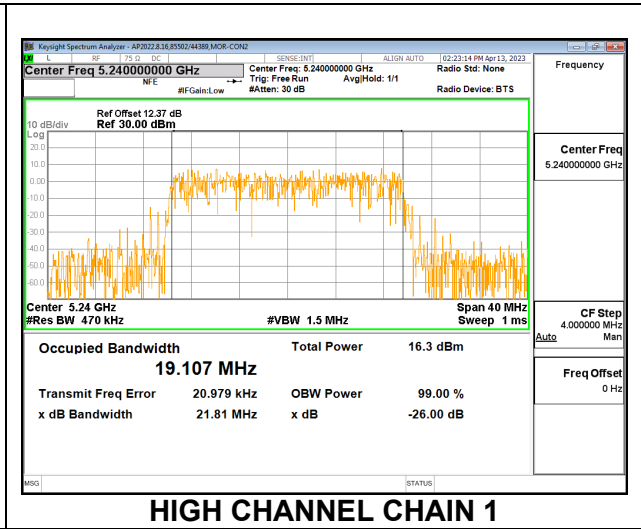 Keysight Spectrum Analyzer - AP2022.8.16,85502/44389,MOR-CON2
L RF 75 Ω DC SENSE:INT ALIGN AUTO 02:23:14 PM Apr 13, 2023
Center Freq 5.240000000 GHz
NFE
#IFGain:Low
Center Freq: 5.240000000 GHz
Trig: Free Run Avg|Hold: 1/1
#Atten: 30 dB
Radio Std: None
Radio Device: BTS
Frequency
Ref Offset 12.37 dB
10 dB/div Ref 30.00 dBm
Log
20.0
10.0
0.00
-10.0
-20.0
-30.0
-40.0
-50.0
-60.0
Center 5.24 GHz Span 40 MHz
#Res BW 470 kHz #VBW 1.5 MHz Sweep 1 ms
Center Freq
5.240000000 GHz
CF Step
4.000000 MHz
Auto Man
Freq Offset
0 Hz
Occupied Bandwidth Total Power 16.3 dBm
19.107 MHz
Transmit Freq Error 20.979 kHz OBW Power 99.00 %
x dB Bandwidth 21.81 MHz x dB -26.00 dB
MSG STATUS
HIGH CHANNEL CHAIN 1